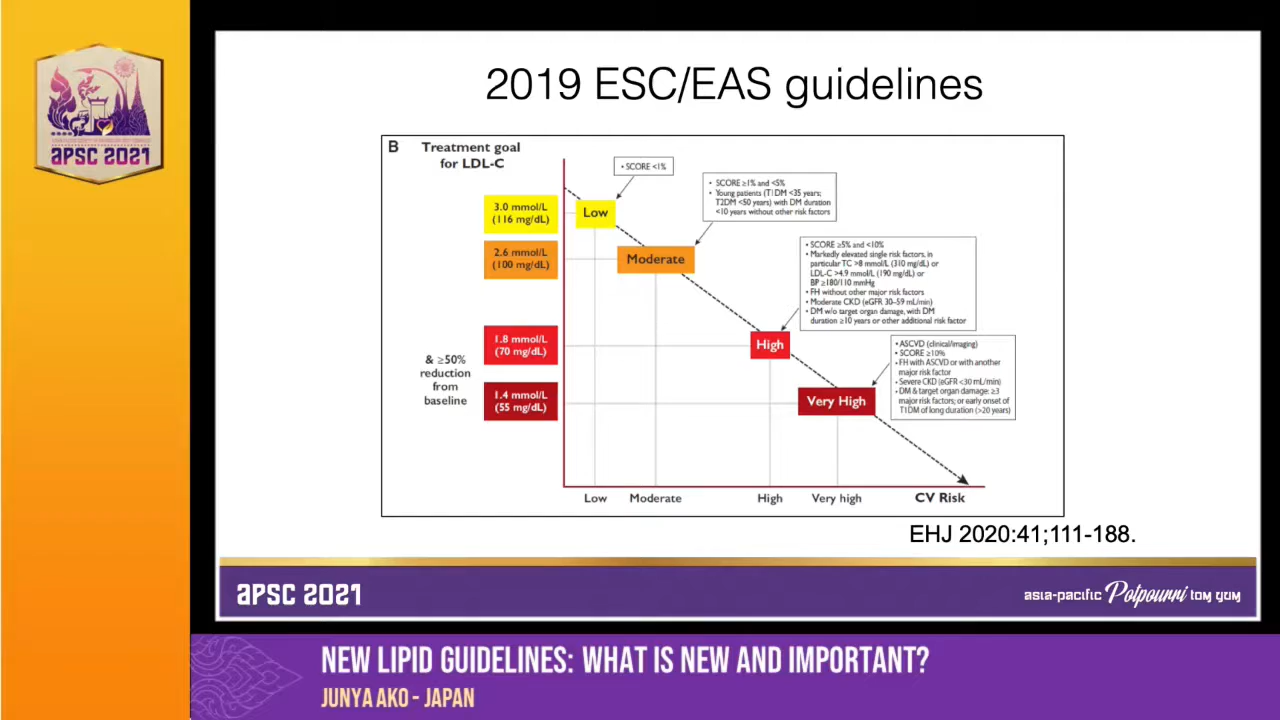 2019 ESC/EAS guidelines
B
Treatment goal
for LDL-C
3.0 mmol/L
(116 mg/dL)
2.6 mmol/L
(100 mg/dL)
1.8 mmol/L
(70 mg/dL)
1.4 mmol/L
(55 mg/dL)
& ≥50%
reduction
from
baseline
Low
• SCORE <1%
Moderate
• SCORE ≥1% and <5%
• Young patients (T1DM <35 years;
T2DM <50 years) with DM duration
<10 years without other risk factors
High
• SCORE ≥5% and <10%
• Markedly elevated single risk factors, in
particular TC >8 mmol/L (310 mg/dL) or
LDL-C >4.9 mmol/L (190 mg/dL) or
BP ≥180/110 mmHg
• FH without other major risk factors
• Moderate CKD (eGFR 30–59 mL/min)
• DM w/o target organ damage, with DM
duration ≥10 years or other additional risk factor
Very High
• ASCVD (clinical/imaging)
• SCORE ≥10%
• FH with ASCVD or with another
major risk factor
• Severe CKD (eGFR <30 mL/min)
• DM & target organ damage: ≥3
major risk factors; or early onset of
T1DM of long duration (>20 years)
Low
Moderate
High
Very high
CV Risk
EHJ 2020:41;111-188.
APSC 2021
APSC 2021
asia-pacific Potpourri tom yum
NEW LIPID GUIDELINES: WHAT IS NEW AND IMPORTANT?
JUNYA AKO - JAPAN